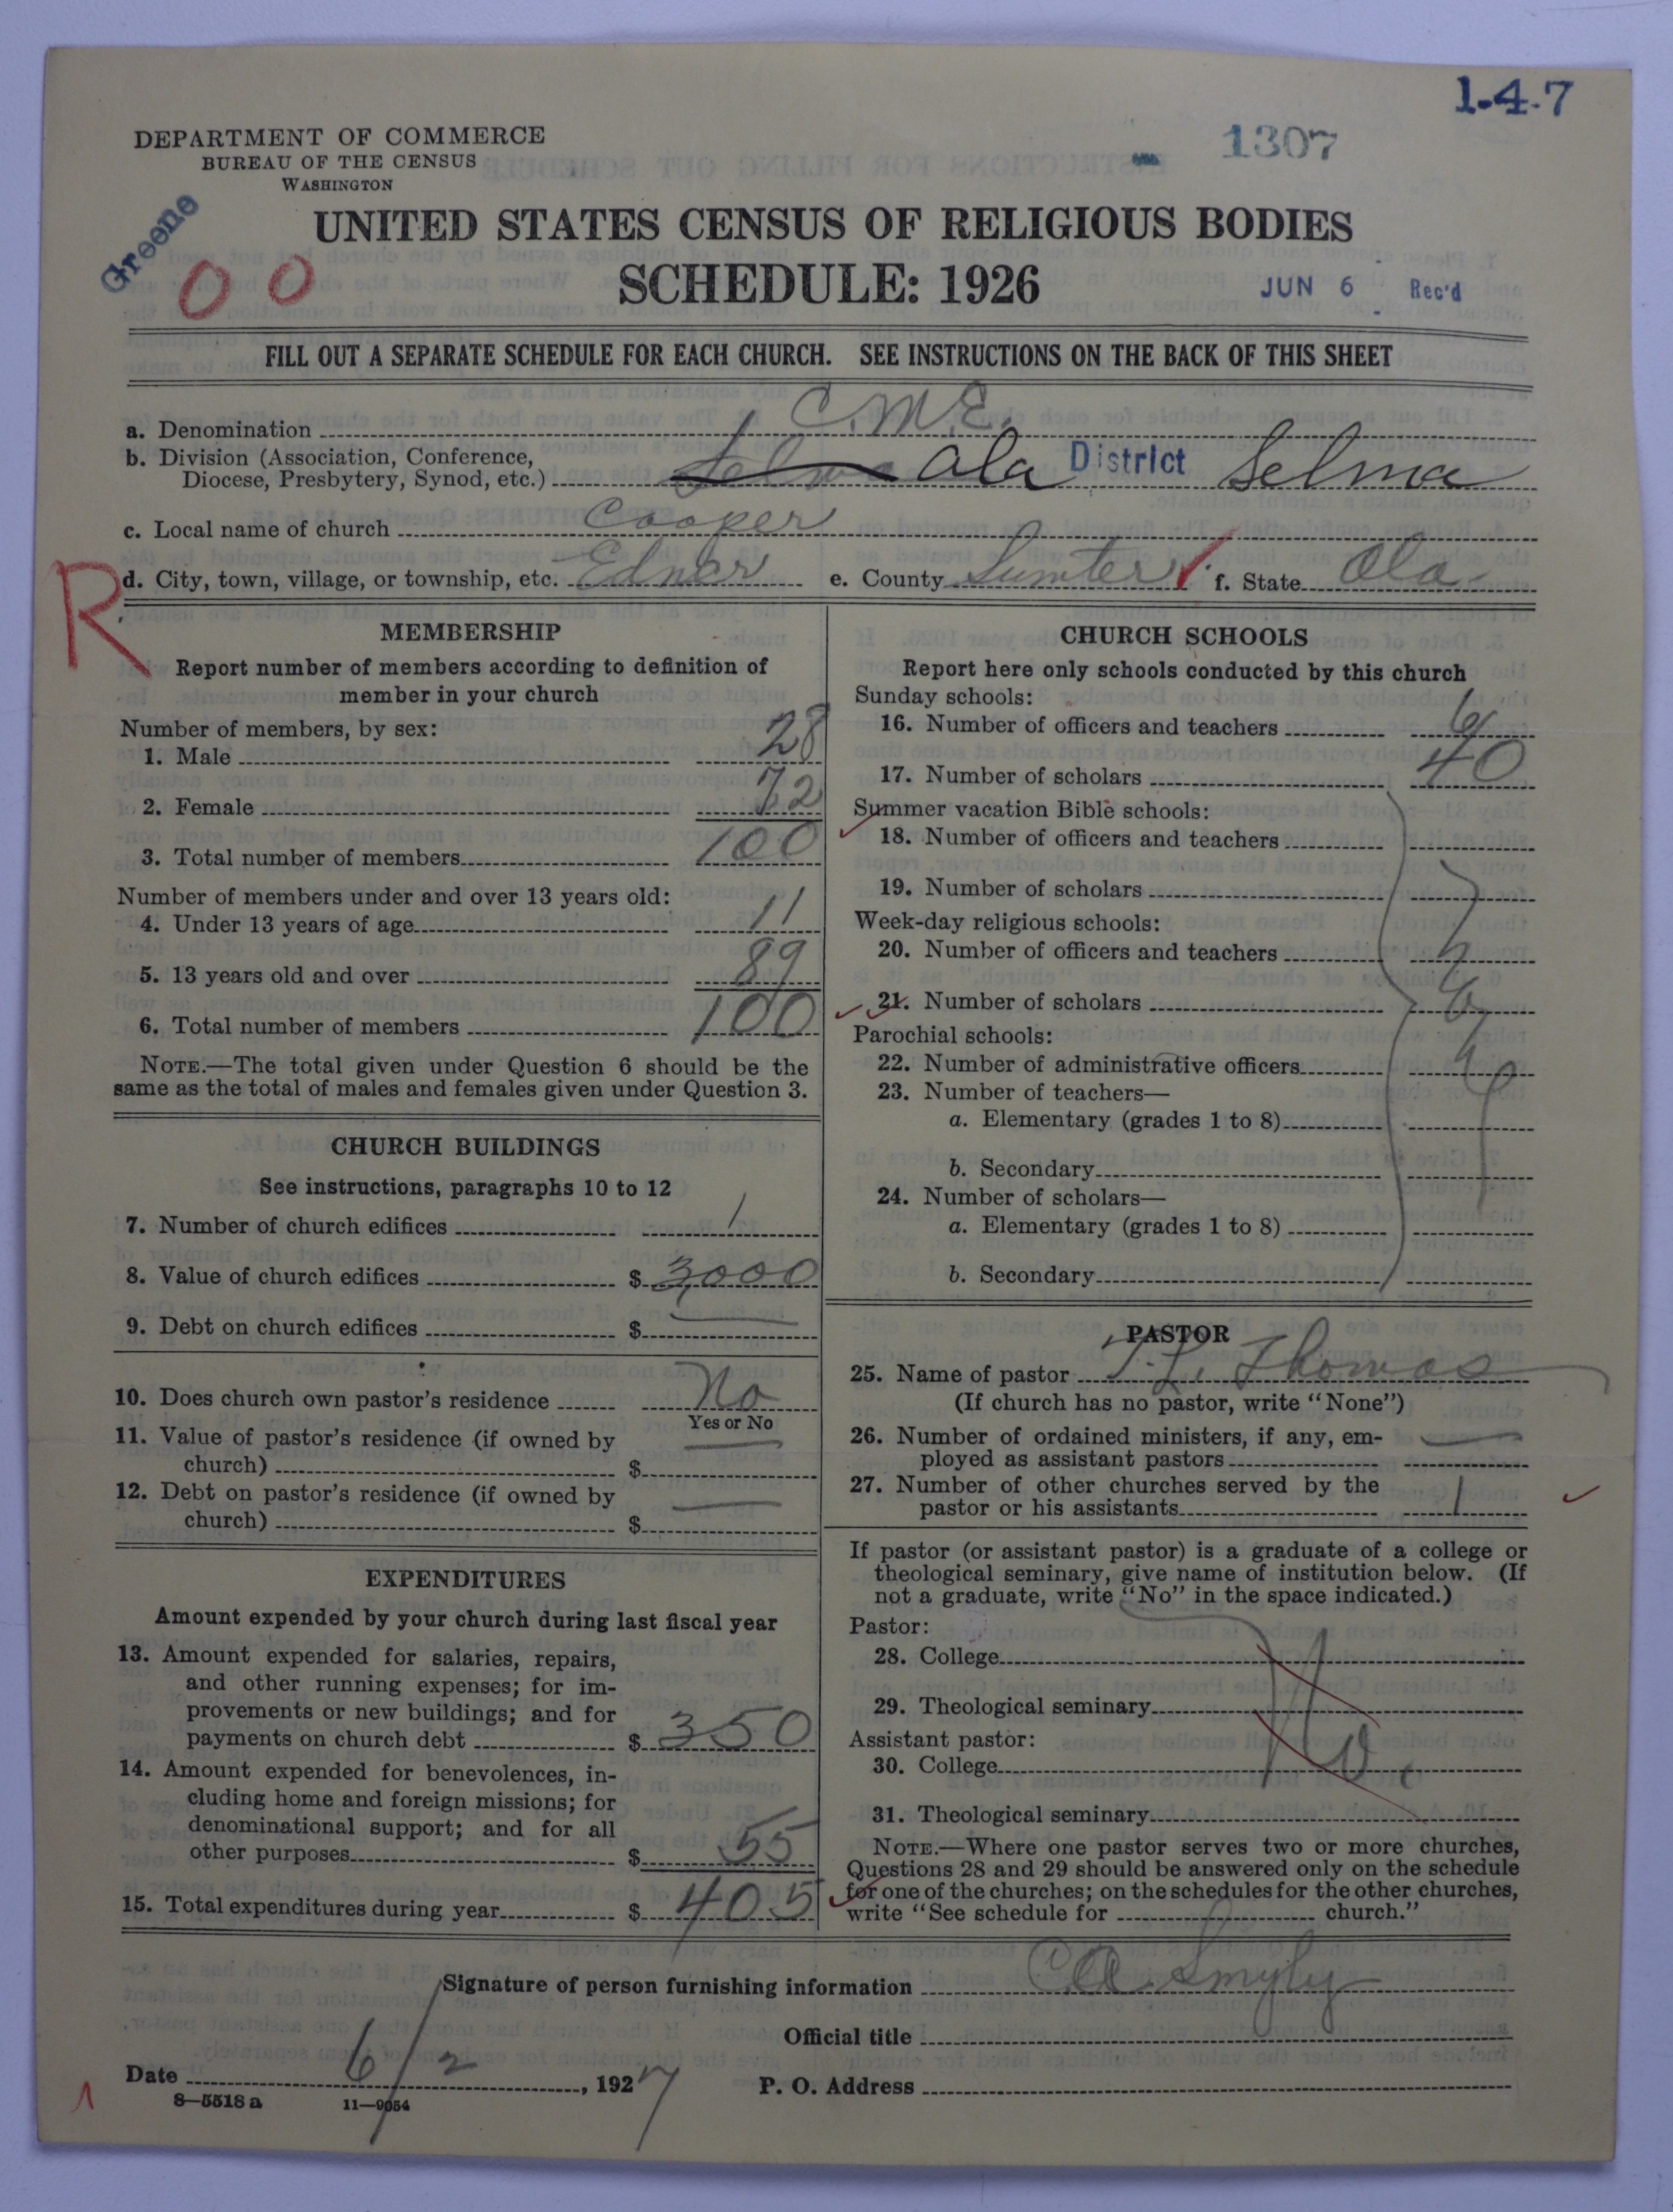 1-4-7
1307
DEPARTMENT OF COMMERCE
BUREAU OF THE CENSUS
WASHINGTON
Greene
00
UNITED STATES CENSUS OF RELIGIOUS BODIES
SCHEDULE: 1926
JUN 6 Rec'd
FILL OUT A SEPARATE SCHEDULE FOR EACH CHURCH. SEE INSTRUCTIONS ON THE BACK OF THIS SHEET
a. Denomination C.M.E.
b. Division (Association, Conference,
Diocese, Presbytery, Synod, etc.) Selma Ala District Selma
c. Local name of church Cooper
R
d. City, town, village, or township, etc. Ednar e. County Sumter f. State Ala.
MEMBERSHIP
Report number of members according to definition of
member in your church
Number of members, by sex:
1. Male 28
2. Female 72
3. Total number of members 100
Number of members under and over 13 years old:
4. Under 13 years of age 11
5. 13 years old and over 89
6. Total number of members 100
NOTE.—The total given under Question 6 should be the
same as the total of males and females given under Question 3.
CHURCH BUILDINGS
See instructions, paragraphs 10 to 12
7. Number of church edifices 1
8. Value of church edifices $ 3000
9. Debt on church edifices $ —
10. Does church own pastor's residence No
Yes or No
11. Value of pastor's residence (if owned by
church) $ —
12. Debt on pastor's residence (if owned by
church) $ —
EXPENDITURES
Amount expended by your church during last fiscal year
13. Amount expended for salaries, repairs,
and other running expenses; for im-
provements or new buildings; and for
payments on church debt $ 350
14. Amount expended for benevolences, in-
cluding home and foreign missions; for
denominational support; and for all
other purposes $ 55
15. Total expenditures during year $ 405
CHURCH SCHOOLS
Report here only schools conducted by this church
Sunday schools:
16. Number of officers and teachers 6
17. Number of scholars 40
Summer vacation Bible schools:
18. Number of officers and teachers
19. Number of scholars
Week-day religious schools:
20. Number of officers and teachers
21. Number of scholars
Parochial schools:
22. Number of administrative officers
23. Number of teachers—
a. Elementary (grades 1 to 8)
b. Secondary
24. Number of scholars—
a. Elementary (grades 1 to 8)
b. Secondary
PASTOR
25. Name of pastor T. L. Thomas
(If church has no pastor, write "None")
26. Number of ordained ministers, if any, em-
ployed as assistant pastors —
27. Number of other churches served by the
pastor or his assistants 1
If pastor (or assistant pastor) is a graduate of a college or
theological seminary, give name of institution below. (If
not a graduate, write "No" in the space indicated.)
Pastor:
28. College
29. Theological seminary
No
Assistant pastor:
30. College
31. Theological seminary
NOTE.—Where one pastor serves two or more churches,
Questions 28 and 29 should be answered only on the schedule
for one of the churches; on the schedules for the other churches,
write "See schedule for church."
Signature of person furnishing information C A Smyly
Official title
Date 6/2, 1927 P. O. Address
8—5518 a 11—9054